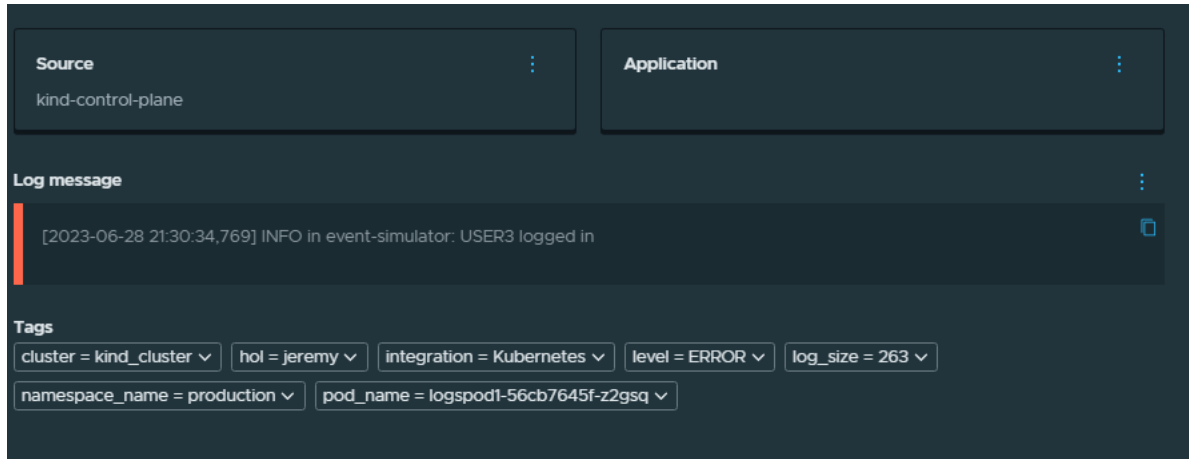 Source
kind-control-plane
Application
Log message
[2023-06-28 21:30:34,769] INFO in event-simulator: USER3 logged in
Tags
cluster = kind_cluster
hol = jeremy
integration = Kubernetes
level = ERROR
log_size = 263
namespace_name = production
pod_name = logspod1-56cb7645f-z2gsq